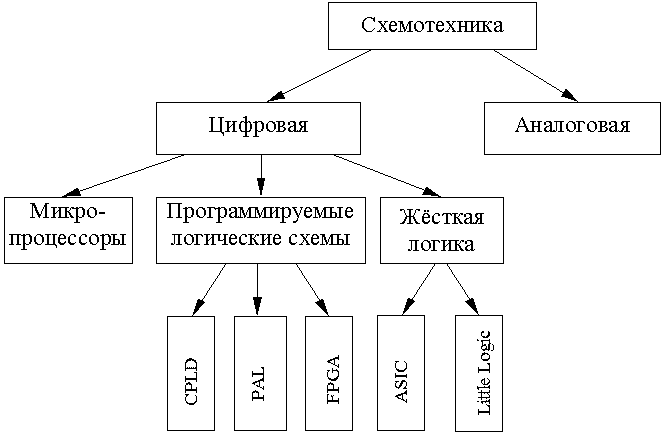 Схемотехника
Цифровая
Аналоговая
Микро-
процессоры
Программируемые
логические схемы
Жёсткая
логика
CPLD
PAL
FPGA
ASIC
Little Logic